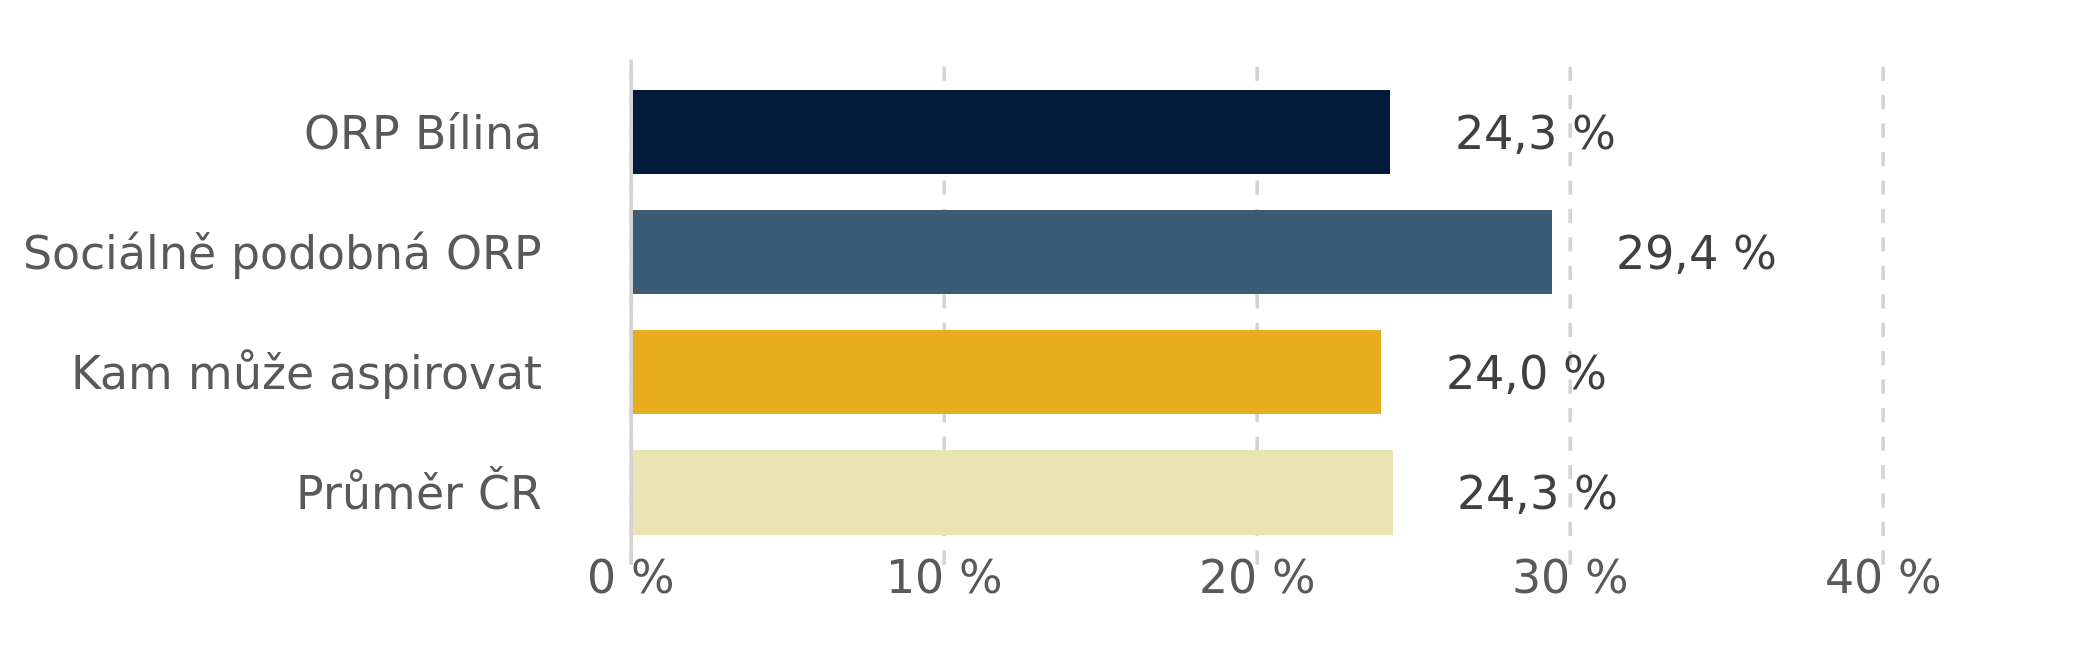 ORP Bílina 24,3 %
Sociálně podobná ORP 29,4 %
Kam může aspirovat 24,0 %
Průměr ČR 24,3 %
0 % 10 % 20 % 30 % 40 %